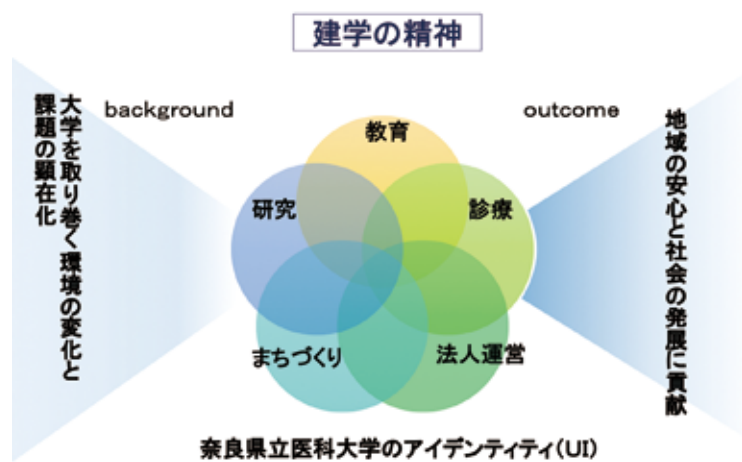 建学の精神
background
大学を取り巻く環境の変化と
課題の顕在化
教育
研究
診療
まちづくり
法人運営
outcome
地域の安心と社会の発展に貢献
奈良県立医科大学のアイデンティティ(UI)